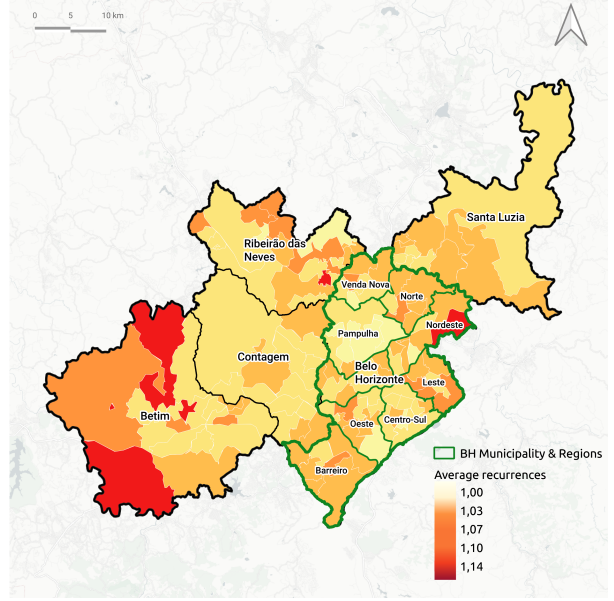 0 5 10 km
Santa Luzia
Ribeirão das
Neves
Venda Nova
Norte
Nordeste
Pampulha
Contagem
Belo
Horizonte
Leste
Betim
Oeste
Centro-Sul
Barreiro
BH Municipality & Regions
Average recurrences
1,00
1,03
1,07
1,10
1,14